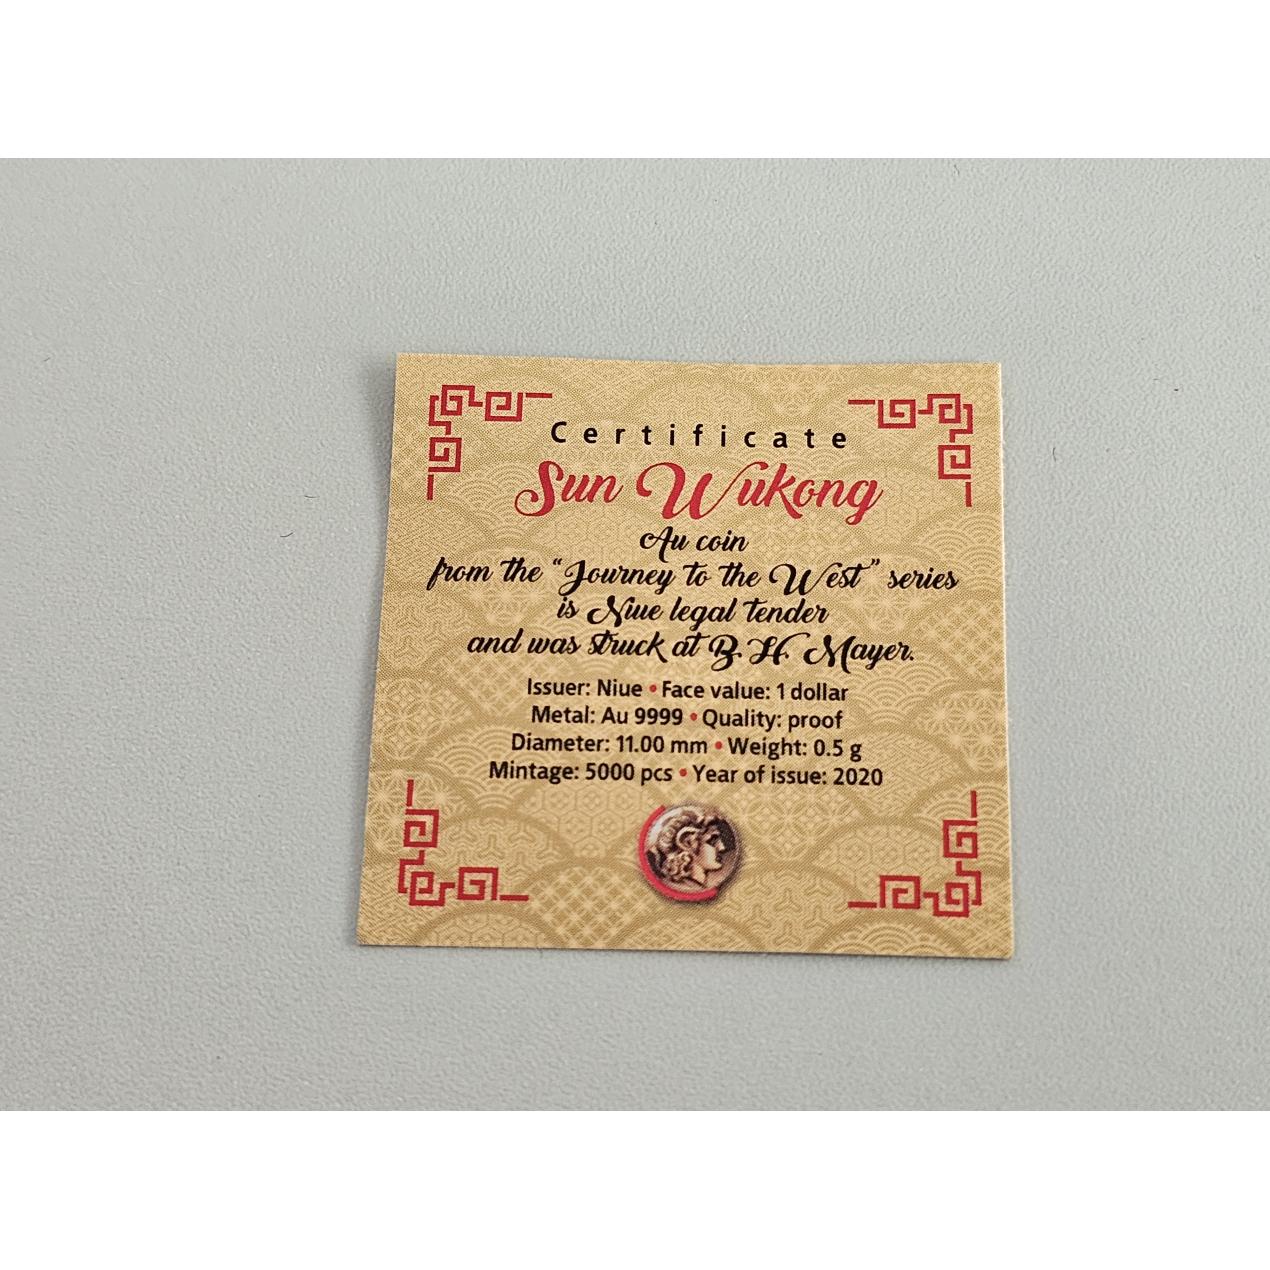 Certificate
Sun Wukong
Au coin
from the “Journey to the West” series
is Niue legal tender
and was struck at B. H. Mayer.
Issuer: Niue • Face value: 1 dollar
Metal: Au 9999 • Quality: proof
Diameter: 11.00 mm • Weight: 0.5 g
Mintage: 5000 pcs • Year of issue: 2020